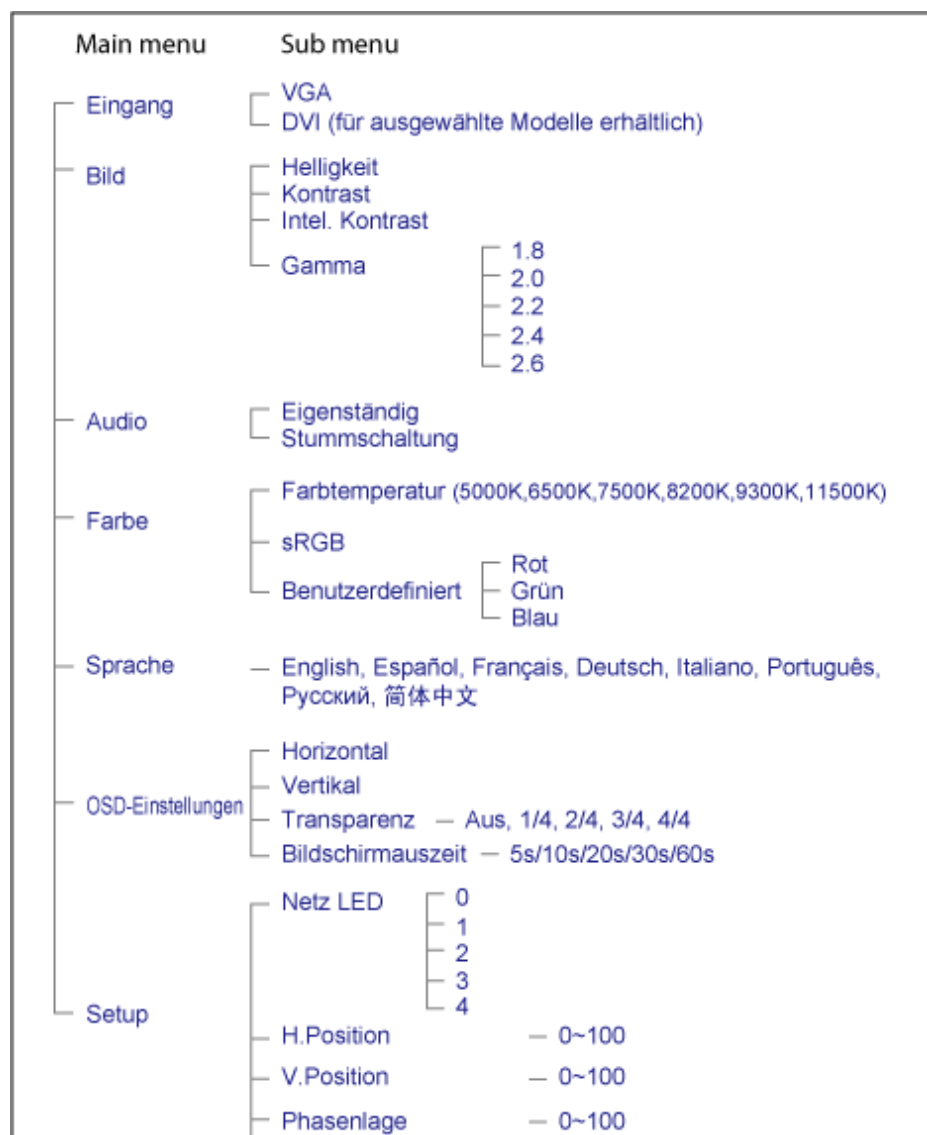 Main menu Sub menu
Eingang VGA
DVI (für ausgewählte Modelle erhältlich)
Bild Helligkeit
Kontrast
Intel. Kontrast
Gamma 1.8
2.0
2.2
2.4
2.6
Audio Eigenständig
Stummschaltung
Farbe Farbtemperatur (5000K,6500K,7500K,8200K,9300K,11500K)
sRGB
Benutzerdefiniert Rot
Grün
Blau
Sprache English, Español, Français, Deutsch, Italiano, Português,
Русский, 简体中文
OSD-Einstellungen Horizontal
Vertikal
Transparenz — Aus, 1/4, 2/4, 3/4, 4/4
Bildschirmauszeit — 5s/10s/20s/30s/60s
Setup Netz LED 0
1
2
3
4
H.Position — 0~100
V.Position — 0~100
Phasenlage — 0~100